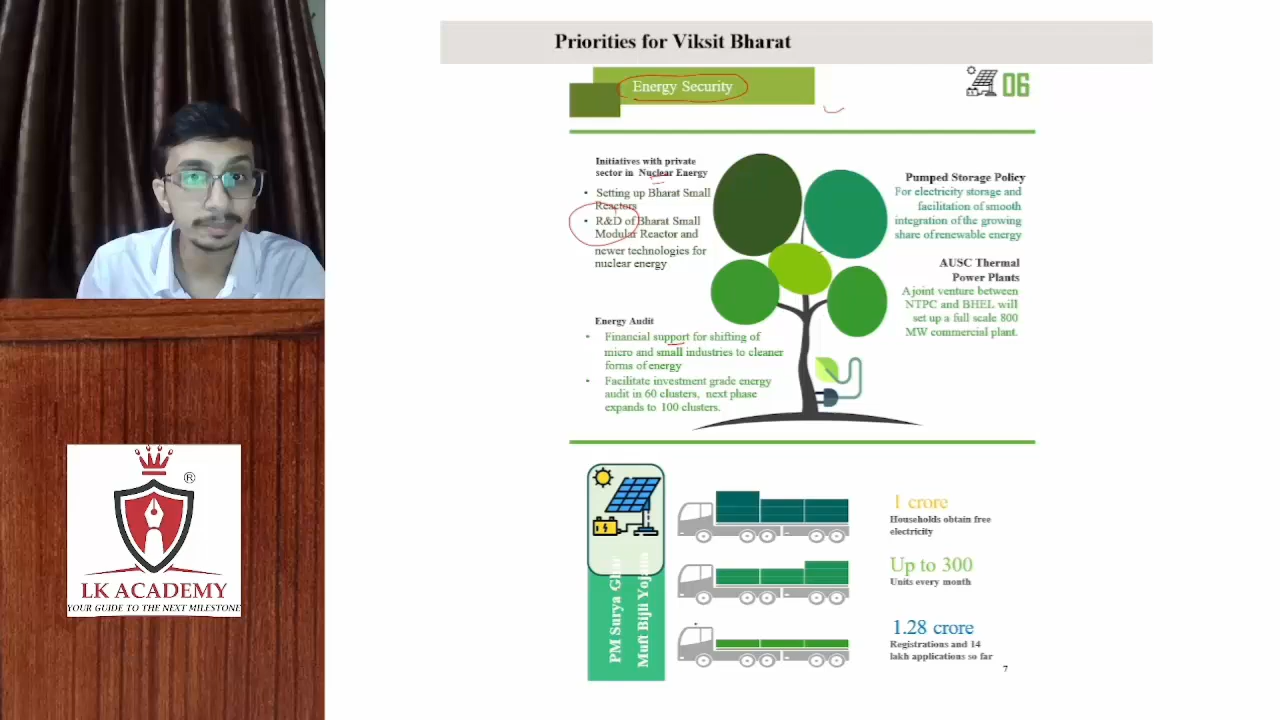 Priorities for Viksit Bharat
Energy Security
06
Initiatives with private
sector in Nuclear Energy
• Setting up Bharat Small
Reactors
• R&D of Bharat Small
Modular Reactor and
newer technologies for
nuclear energy
Energy Audit
• Financial support for shifting of
micro and small industries to cleaner
forms of energy
• Facilitate investment grade energy
audit in 60 clusters, next phase
expands to 100 clusters.
Pumped Storage Policy
For electricity storage and
facilitation of smooth
integration of the growing
share of renewable energy
AUSC Thermal
Power Plants
A joint venture between
NTPC and BHEL will
set up a full scale 800
MW commercial plant.
PM Surya Ghar
Muft Bijli Yojana
1 crore
Households obtain free
electricity
Up to 300
Units every month
1.28 crore
Registrations and 14
lakh applications so far
7
®
LK ACADEMY
YOUR GUIDE TO THE NEXT MILESTONE